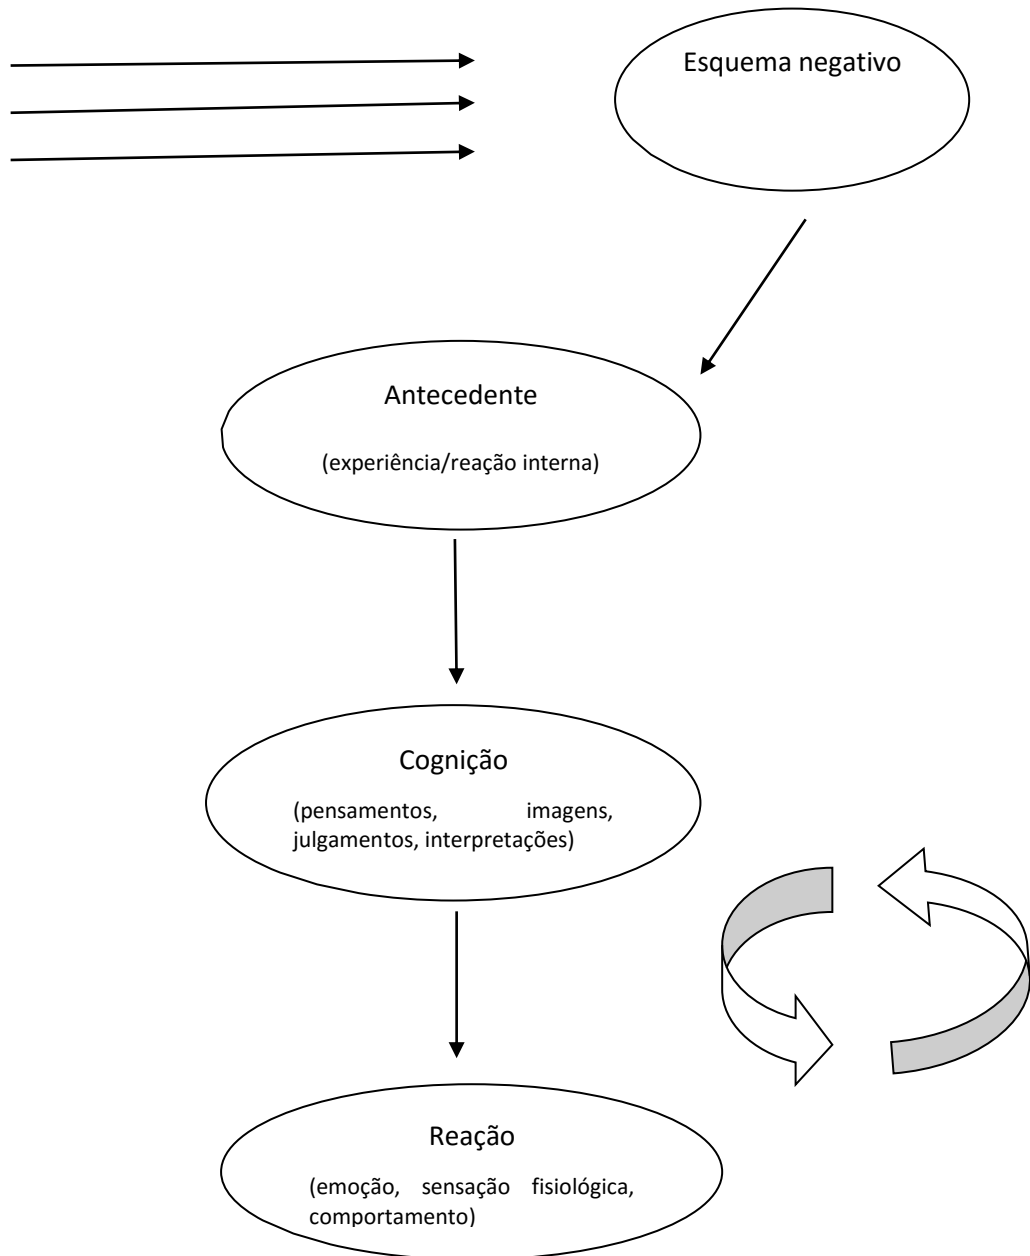 Esquema negativo
Antecedente
(experiência/reação interna)
Cognição
(pensamentos, imagens,
julgamentos, interpretações)
Reação
(emoção, sensação fisiológica,
comportamento)